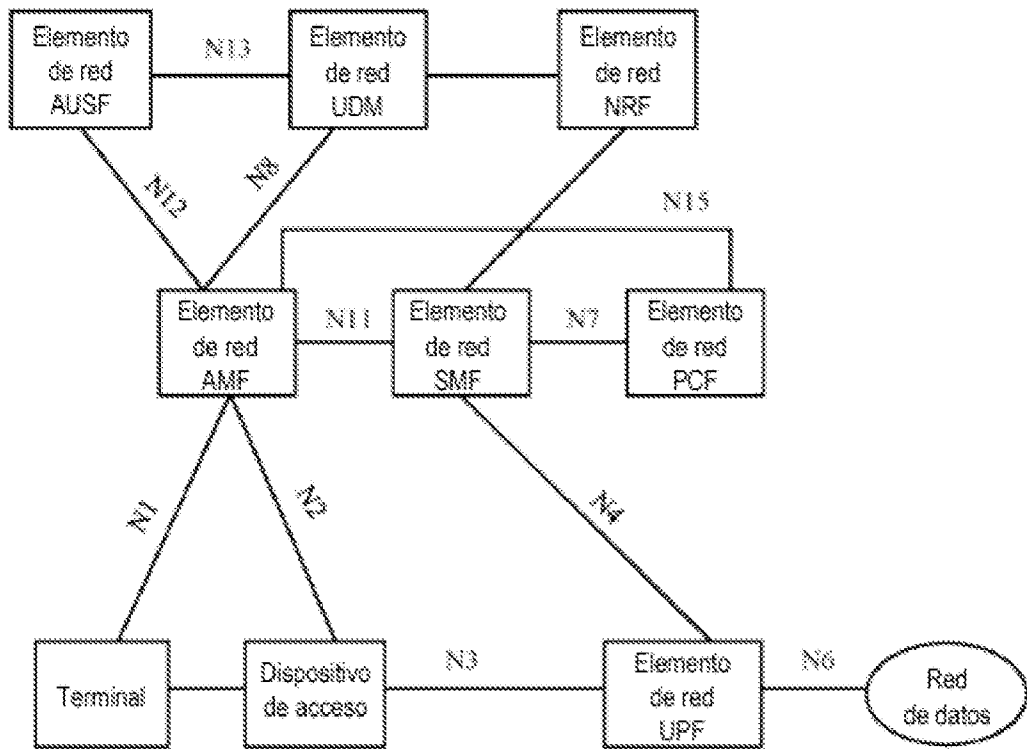 Elemento
de red
AUSF
N13
Elemento
de red
UDM
Elemento
de red
NRF
N12
N8
N15
Elemento
de red
AMF
N11
Elemento
de red
SMF
N7
Elemento
de red
PCF
N1
N2
N4
Terminal
Dispositivo
de acceso
N3
Elemento
de red
UPF
N6
Red
de datos